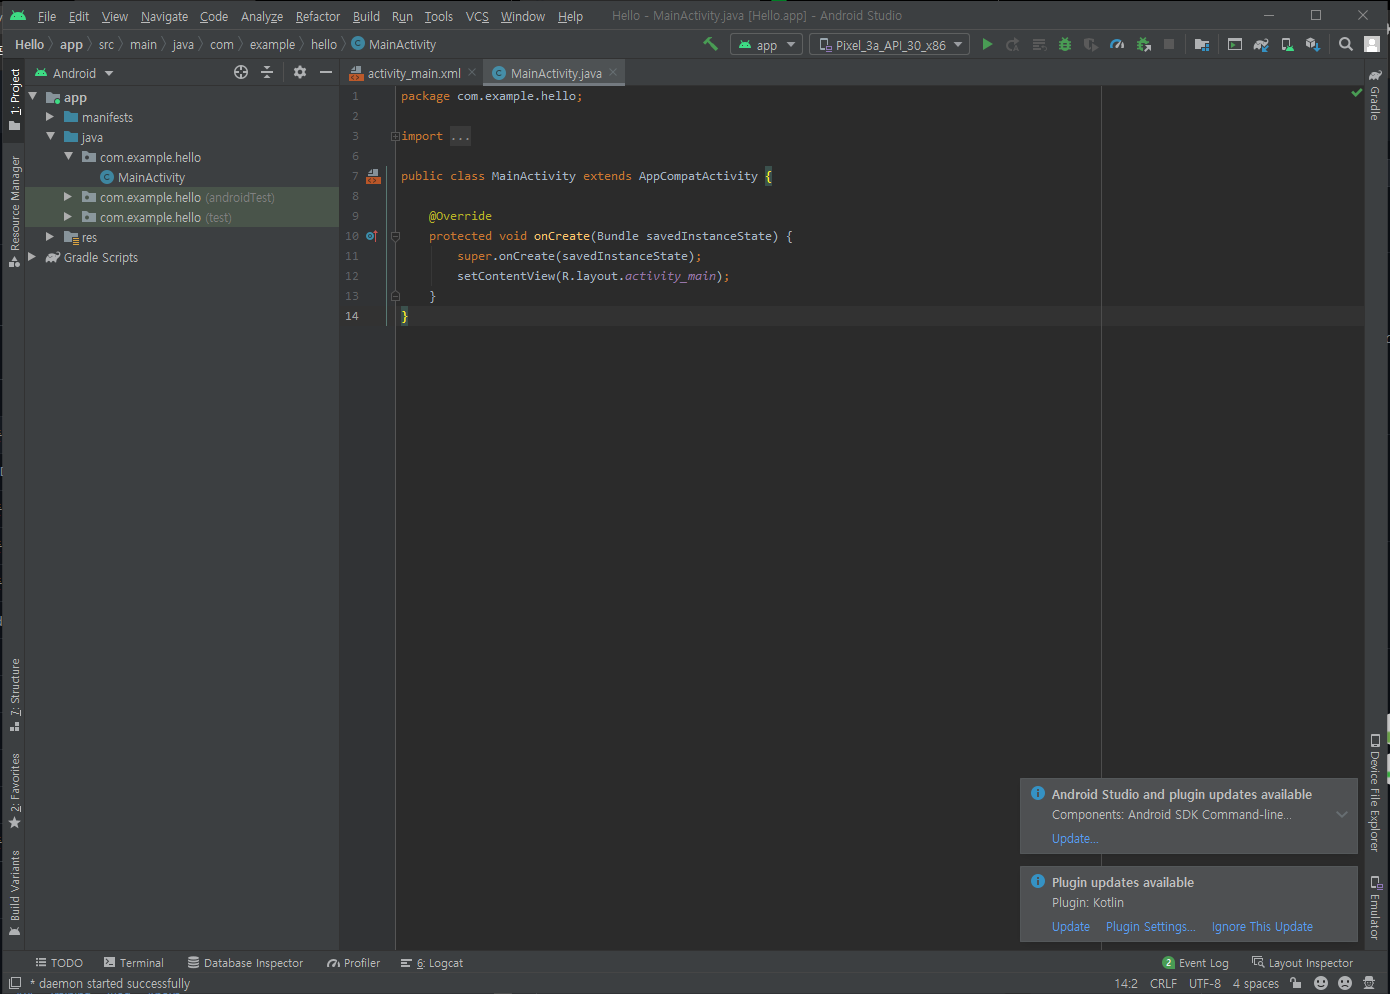 File Edit View Navigate Code Analyze Refactor Build Run Tools VCS Window Help Hello - MainActivity.java [Hello.app] - Android Studio
Hello app src main java com example hello MainActivity app Pixel_3a_API_30_x86
Android activity_main.xml MainActivity.java
1: Project
Resource Manager
7: Structure
2: Favorites
Build Variants
app
manifests
java
com.example.hello
MainActivity
com.example.hello (androidTest)
com.example.hello (test)
res
Gradle Scripts
1 package com.example.hello;
2
3 import ...
6
7 public class MainActivity extends AppCompatActivity {
8
9 @Override
10 protected void onCreate(Bundle savedInstanceState) {
11 super.onCreate(savedInstanceState);
12 setContentView(R.layout.activity_main);
13 }
14 }
Gradle
Device File Explorer
Emulator
Android Studio and plugin updates available
Components: Android SDK Command-line...
Update...
Plugin updates available
Plugin: Kotlin
Update Plugin Settings... Ignore This Update
TODO Terminal Database Inspector Profiler 6: Logcat 2 Event Log Layout Inspector
* daemon started successfully 14:2 CRLF UTF-8 4 spaces